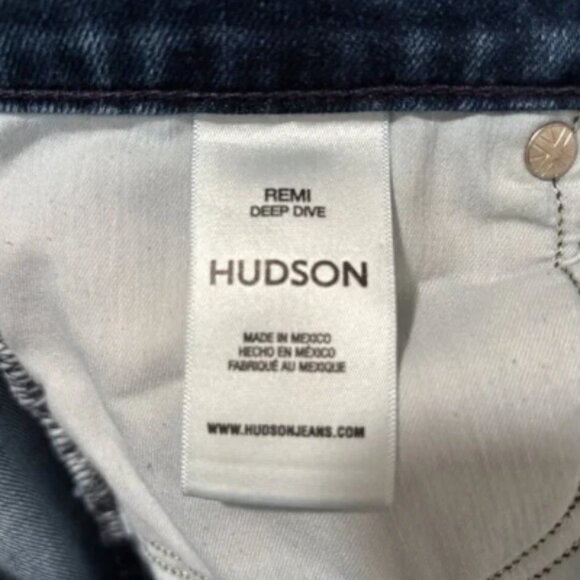 REMI
DEEP DIVE
HUDSON
MADE IN MEXICO
HECHO EN MÉXICO
FABRIQUÉ AU MEXIQUE
WWW.HUDSONJEANS.COM